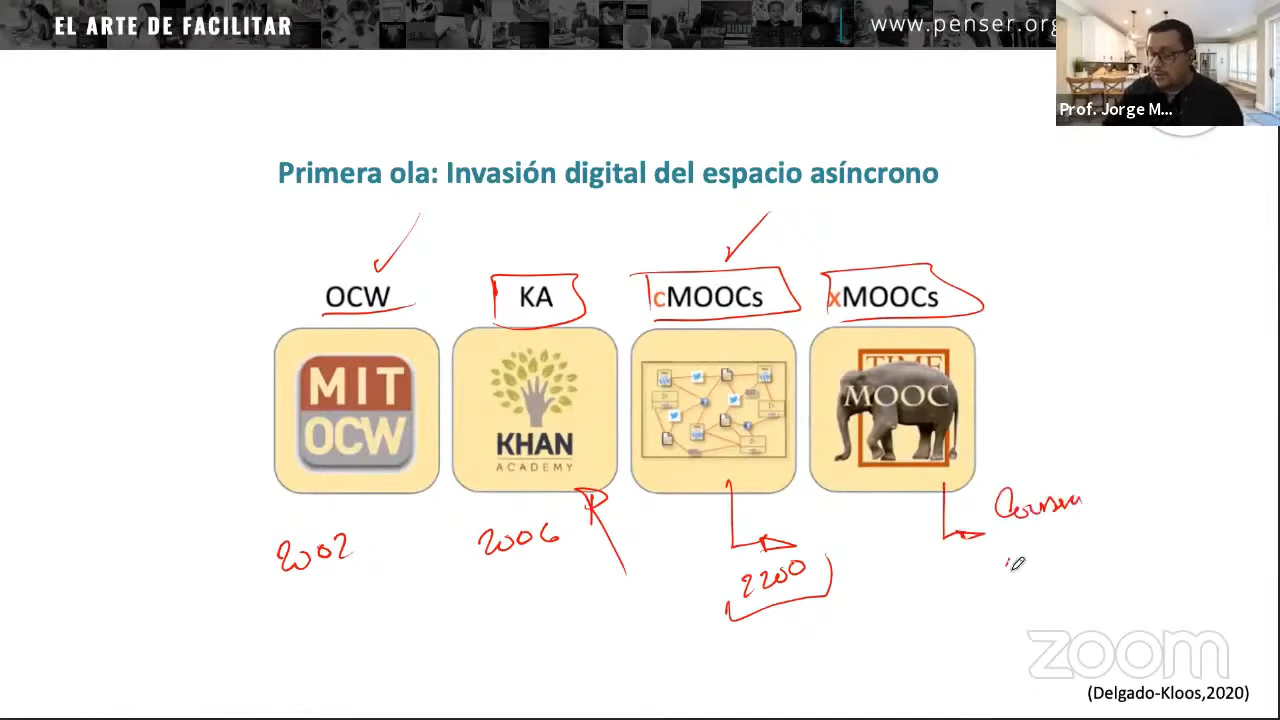 EL ARTE DE FACILITAR
www.penser.org
Prof. Jorge M...
Primera ola: Invasión digital del espacio asíncrono
OCW
KA
cMOOCs
xMOOCs
MIT
OCW
KHAN
ACADEMY
TIME
MOOC
2002
2006
2200
Coursera
zoom
(Delgado-Kloos,2020)